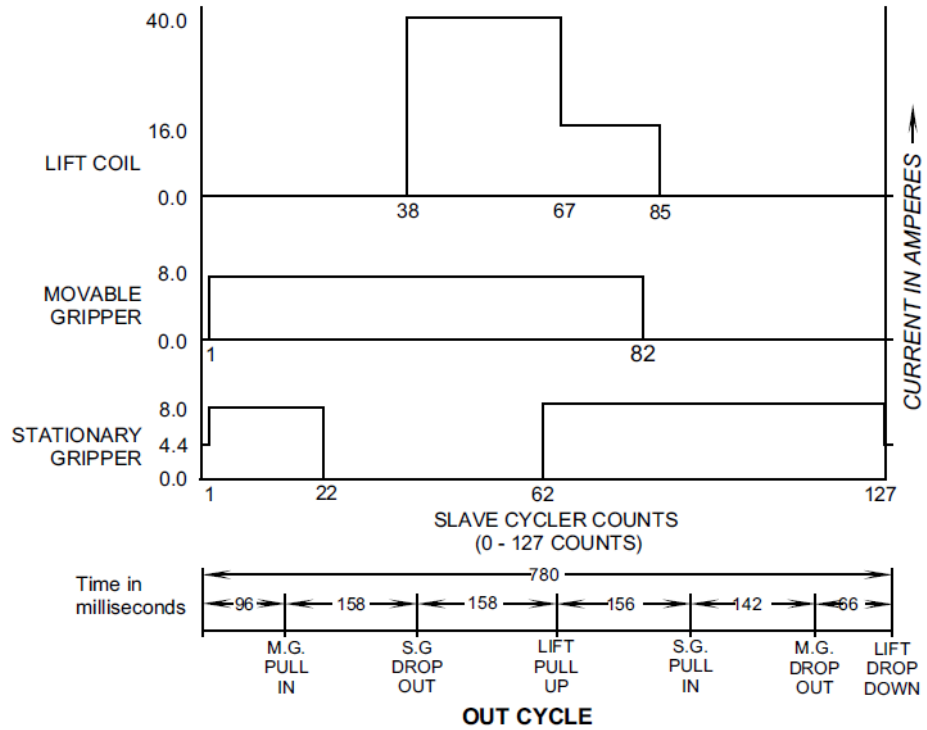 40.0
16.0
LIFT COIL
0.0
38 67 85
8.0
MOVABLE
GRIPPER
0.0
1 82
8.0
STATIONARY
4.4
GRIPPER
0.0
1 22 62 127
CURRENT IN AMPERES
SLAVE CYCLER COUNTS
(0 - 127 COUNTS)
Time in
milliseconds
780
96 158 158 156 142 66
M.G.
PULL
IN
S.G
DROP
OUT
LIFT
PULL
UP
S.G.
PULL
IN
M.G.
DROP
OUT
LIFT
DROP
DOWN
OUT CYCLE